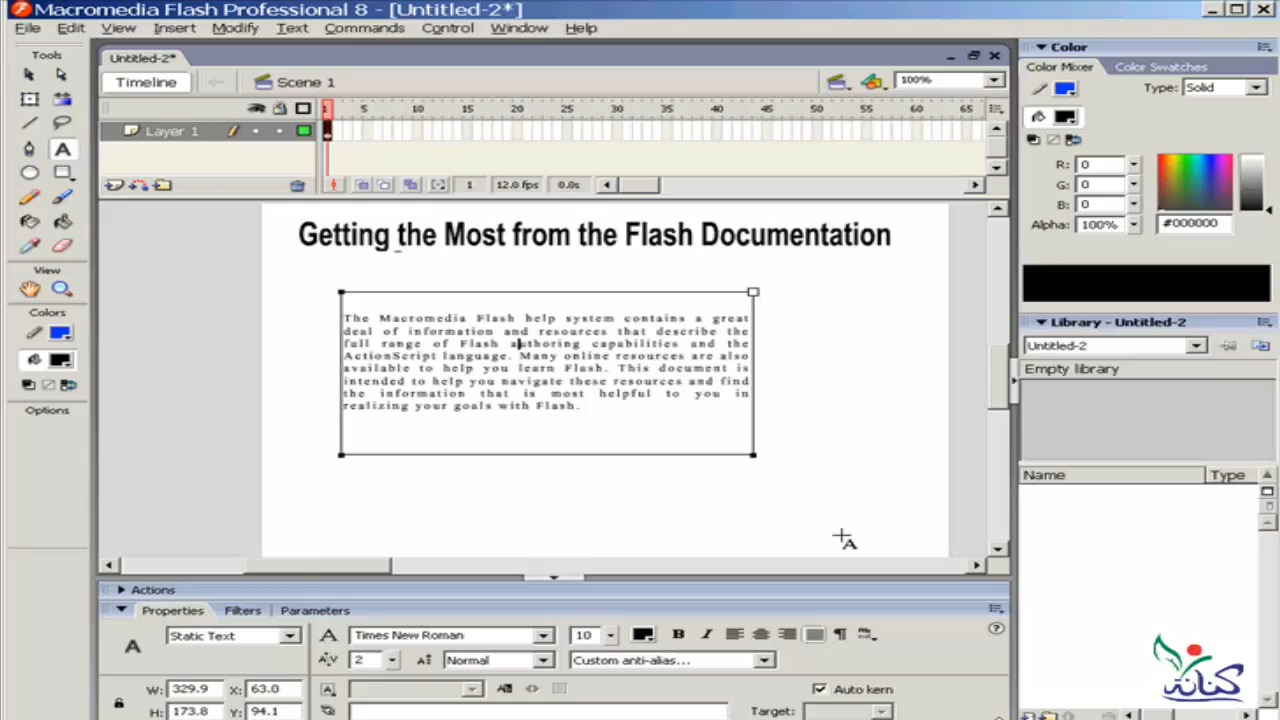 Macromedia Flash Professional 8 - [Untitled-2*]
File Edit View Insert Modify Text Commands Control Window Help
Tools
Untitled-2*
Timeline
Scene 1
100%
1 5 10 15 20 25 30 35 40 45 50 55 60 65
Layer 1
1 12.0 fps 0.0s
View
Colors
Options
Getting the Most from the Flash Documentation
The Macromedia Flash help system contains a great
deal of information and resources that describe the
full range of Flash authoring capabilities and the
ActionScript language. Many online resources are also
available to help you learn Flash. This document is
intended to help you navigate these resources and find
the information that is most helpful to you in
realizing your goals with Flash.
Color
Color Mixer Color Swatches
Type: Solid
R: 0
G: 0
B: 0
Alpha: 100% #000000
Library - Untitled-2
Untitled-2
Empty library
Name Type
Actions
Properties Filters Parameters
Static Text A Times New Roman 10 B I
A/V 2 Normal Custom anti-alias...
W: 329.9 X: 63.0 Auto kern
H: 173.8 Y: 94.1 Target:
كنانة